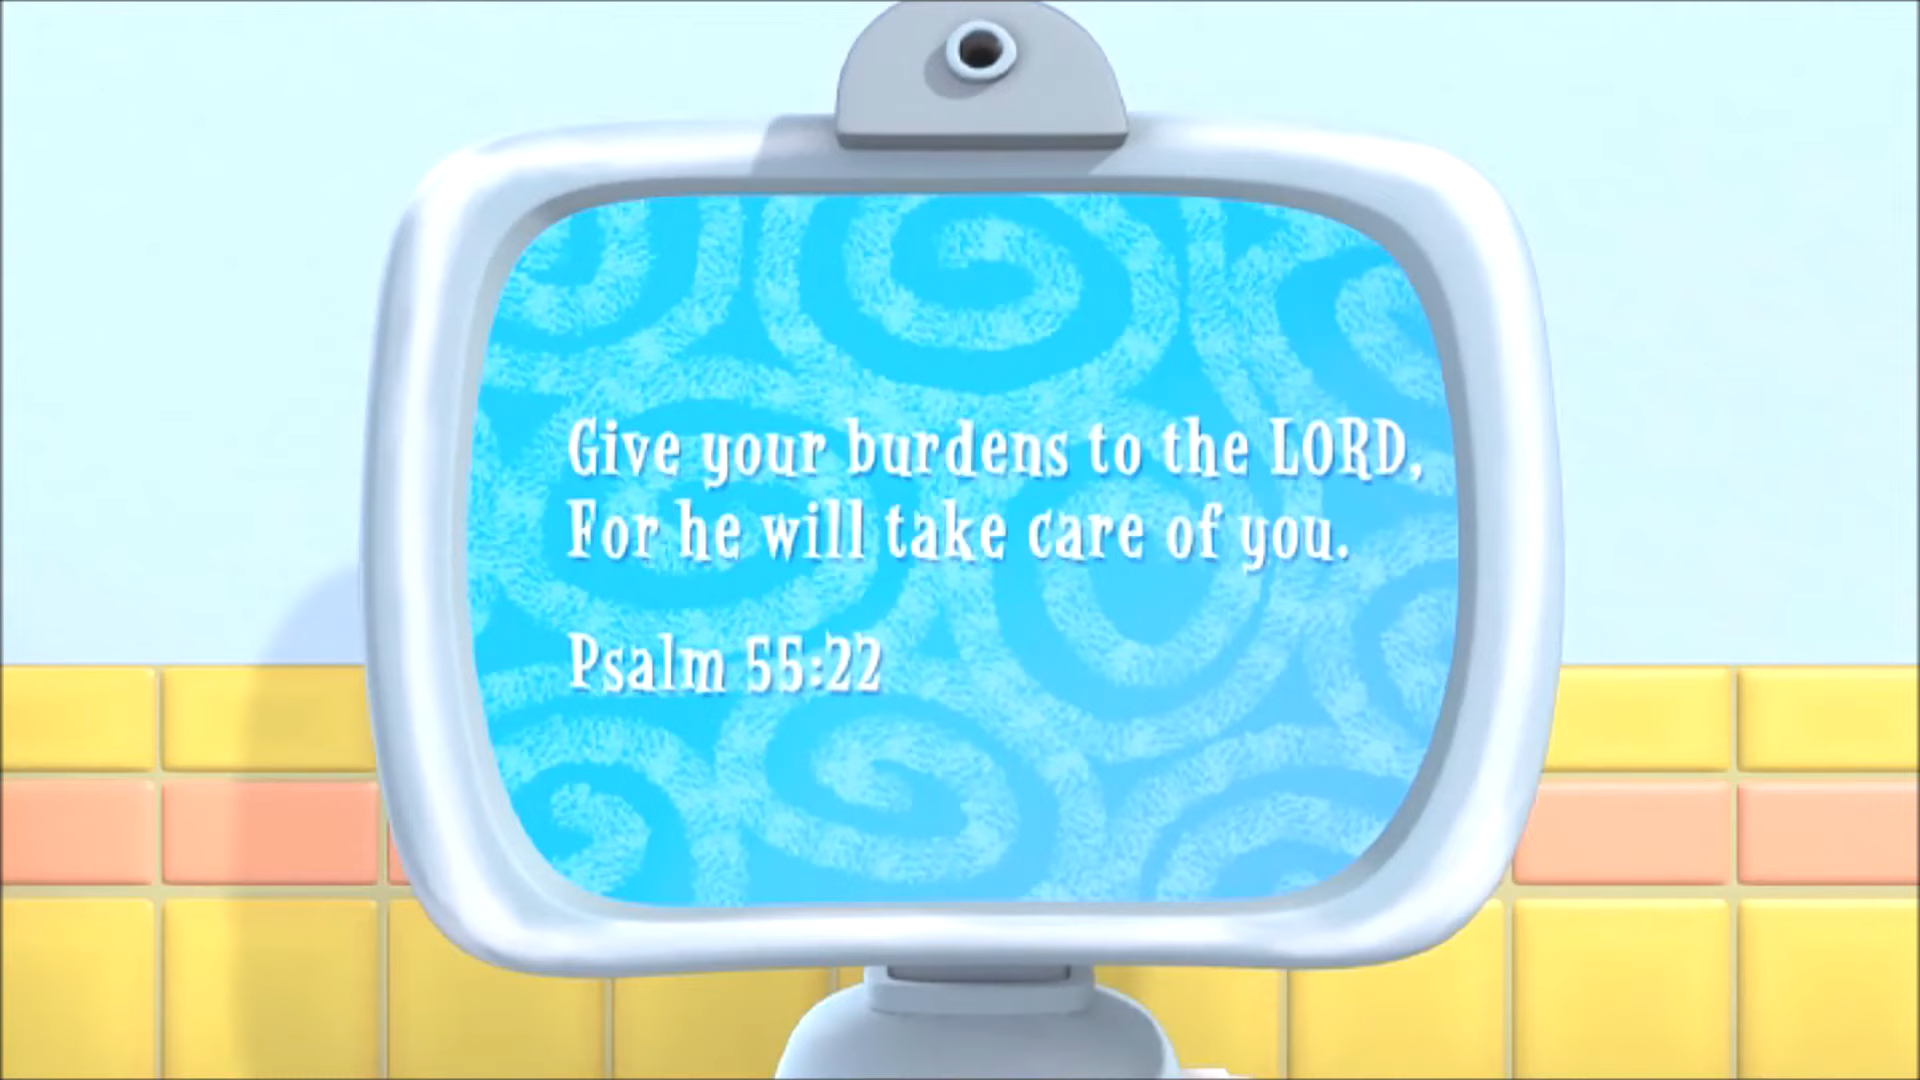 Give your burdens to the LORD,
For he will take care of you.
Psalm 55:22